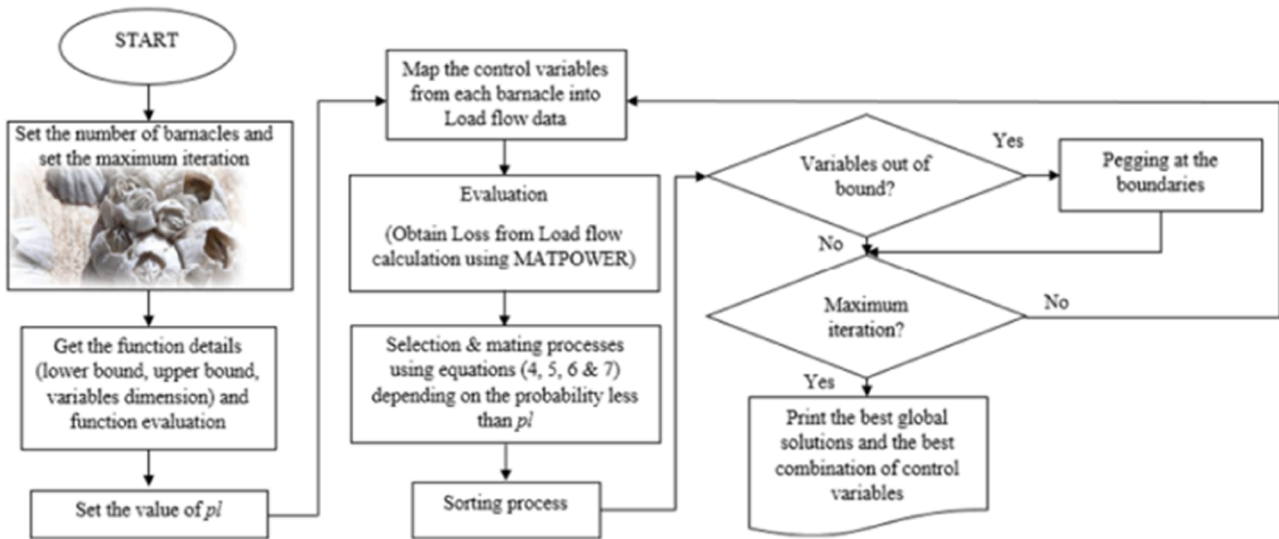 START
Set the number of barnacles and
set the maximum iteration
Get the function details
(lower bound, upper bound,
variables dimension) and
function evaluation
Set the value of pl
Map the control variables
from each barnacle into
Load flow data
Evaluation
(Obtain Loss from Load flow
calculation using MATPOWER)
Selection & mating processes
using equations (4, 5, 6 & 7)
depending on the probability less
than pl
Sorting process
Variables out of
bound?
Yes
Pegging at the
boundaries
No
Maximum
iteration?
No
Yes
Print the best global
solutions and the best
combination of control
variables